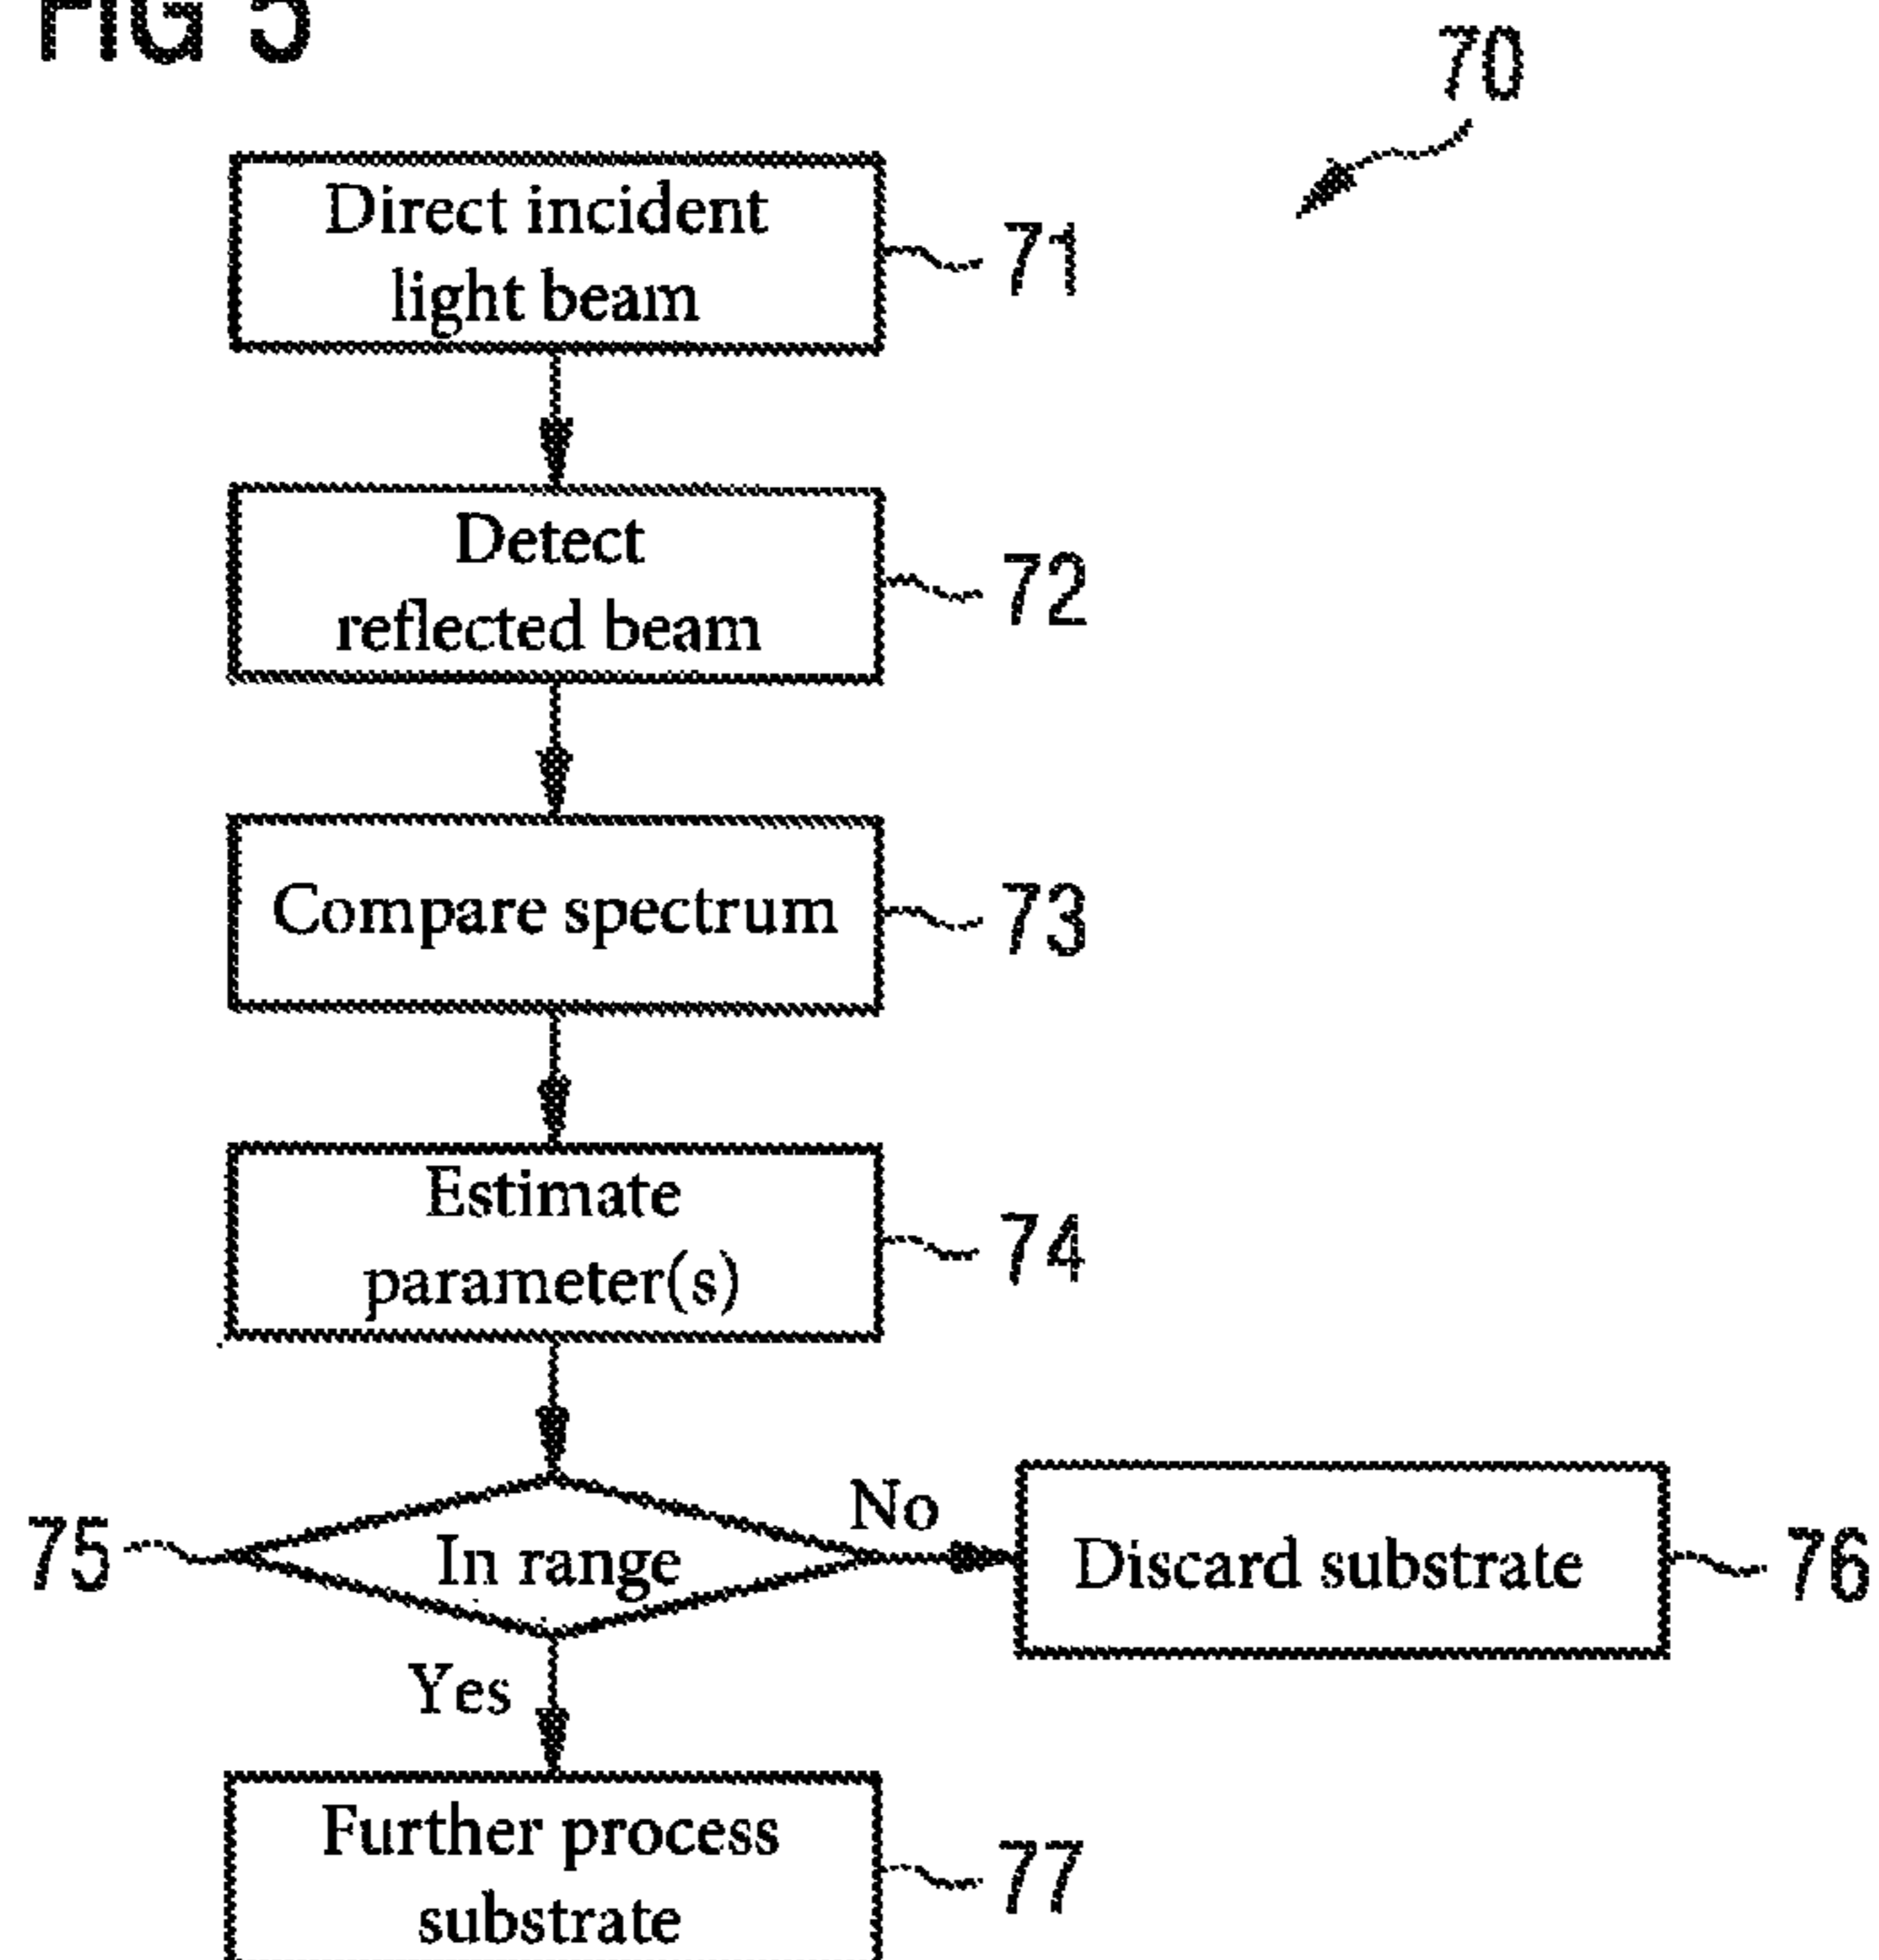 FIG 5
70
Direct incident
light beam
71
Detect
reflected beam
72
Compare spectrum
73
Estimate
parameter(s)
74
75
In range
No
Discard substrate
76
Yes
Further process
substrate
77